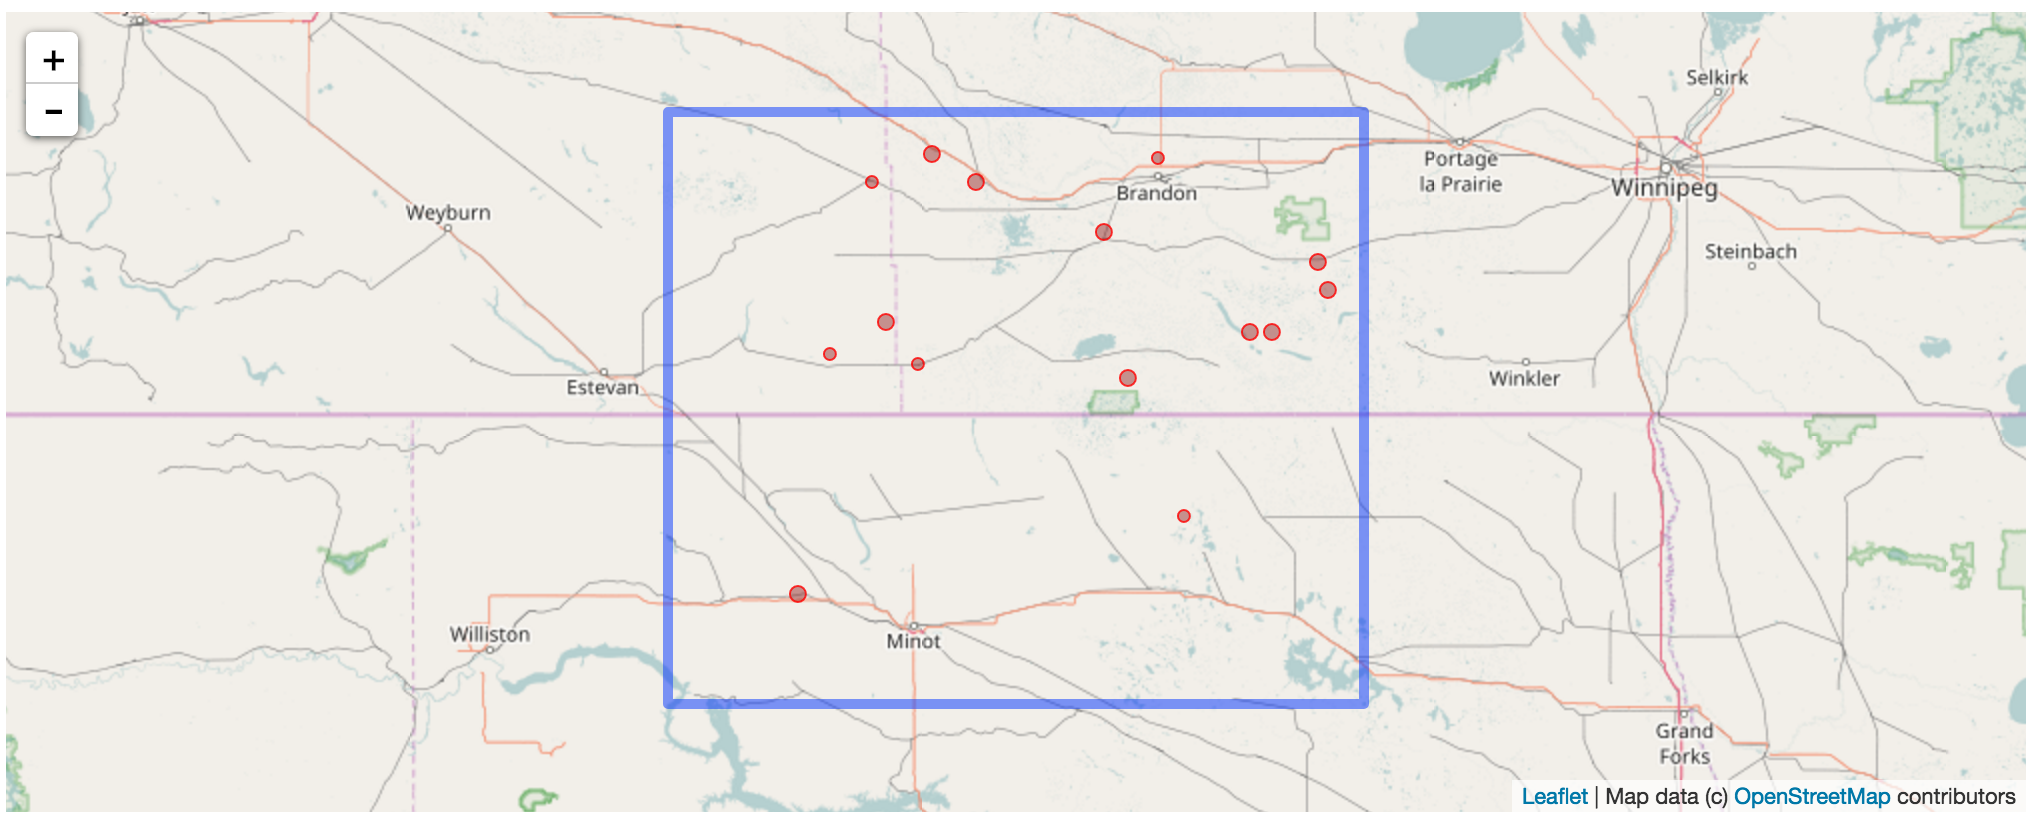 +
-
Selkirk
Portage
la Prairie
Winnipeg
Brandon
Weyburn
Steinbach
Estevan
Winkler
Williston
Minot
Grand
Forks
Leaflet | Map data (c) OpenStreetMap contributors